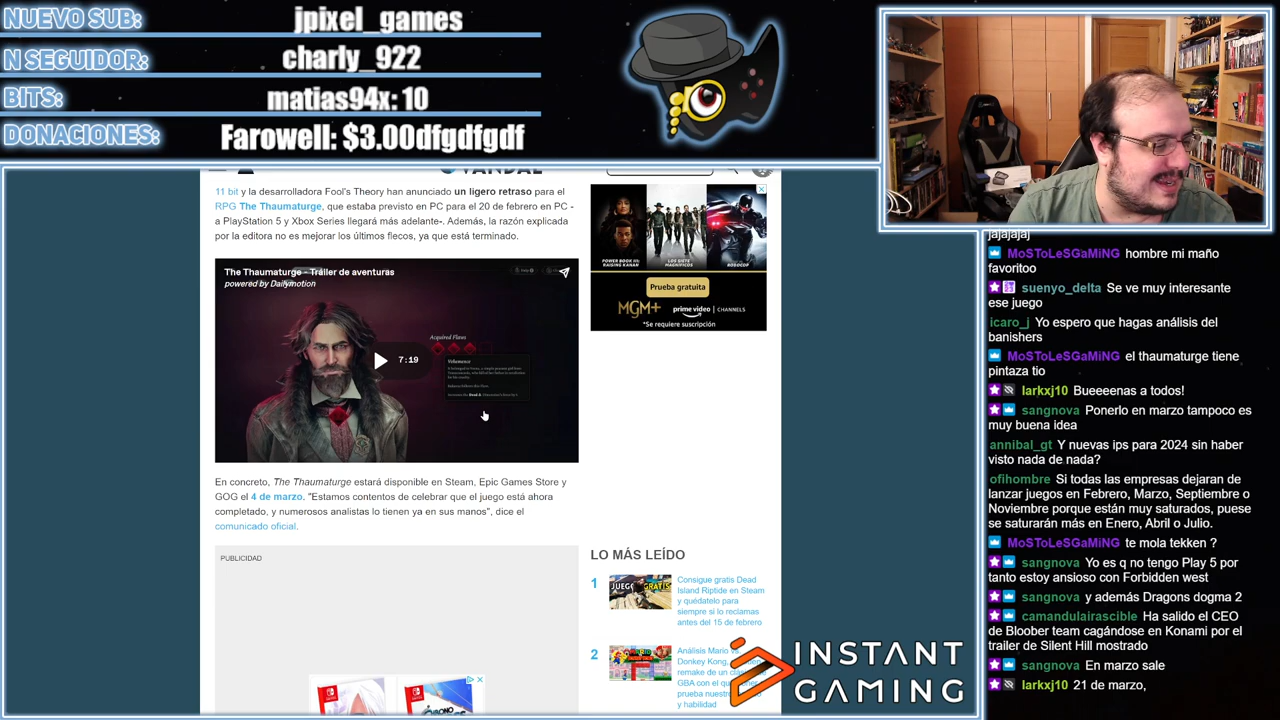 NUEVO SUB:
jpixel_games
N SEGUIDOR:
charly_922
BITS:
matias94x: 10
DONACIONES:
Farowell: $3.00dfgdfgdf
VANDAL
11 bit y la desarrolladora Fool's Theory han anunciado un ligero retraso para el
RPG The Thaumaturge, que estaba previsto en PC para el 20 de febrero en PC -
a PlayStation 5 y Xbox Series llegará más adelante-. Además, la razón explicada
por la editora no es mejorar los últimos flecos, ya que está terminado.
The Thaumaturge - Tráiler de aventuras
powered by Dailymotion
Acquired Flaws
Vehemence
7:19
En concreto, The Thaumaturge estará disponible en Steam, Epic Games Store y
GOG el 4 de marzo. "Estamos contentos de celebrar que el juego está ahora
completado, y numerosos analistas lo tienen ya en sus manos", dice el
comunicado oficial.
PUBLICIDAD
POWER BOOK III:
RAISING KANAN
LOS SIETE
MAGNÍFICOS
ROBOCOP
Prueba gratuita
MGM+
prime video | CHANNELS
*Se requiere suscripción
LO MÁS LEÍDO
1
JUEGO GRATIS
Consigue gratis Dead
Island Riptide en Steam
y quédatelo para
siempre si lo reclamas
antes del 15 de febrero
2
Análisis Mario vs.
Donkey Kong,
remake de un
GBA con el
prueba
y habilidad
INSTANT
GAMING
jajajajaj
MoSToLeSGaMiNG hombre mi maño
favoritoo
suenyo_delta Se ve muy interesante
ese juego
icaro_j Yo espero que hagas análisis del
banishers
MoSToLeSGaMiNG el thaumaturge tiene
pintaza tio
larkxj10 Bueeeenas a todos!
sangnova Ponerlo en marzo tampoco es
muy buena idea
annibal_gt Y nuevas ips para 2024 sin haber
visto nada de nada?
ofihombre Si todas las empresas dejaran de
lanzar juegos en Febrero, Marzo, Septiembre o
Noviembre porque están muy saturados, puese
se saturarán más en Enero, Abril o Julio.
MoSToLeSGaMiNG te mola tekken ?
sangnova Yo es q no tengo Play 5 por
tanto estoy ansioso con Forbidden west
sangnova y además Dragons dogma 2
camandulairascible Ha salido el CEO
de Bloober team cagándose en Konami por el
trailer de Silent Hill mostrado
sangnova En marzo sale
larkxj10 21 de marzo,